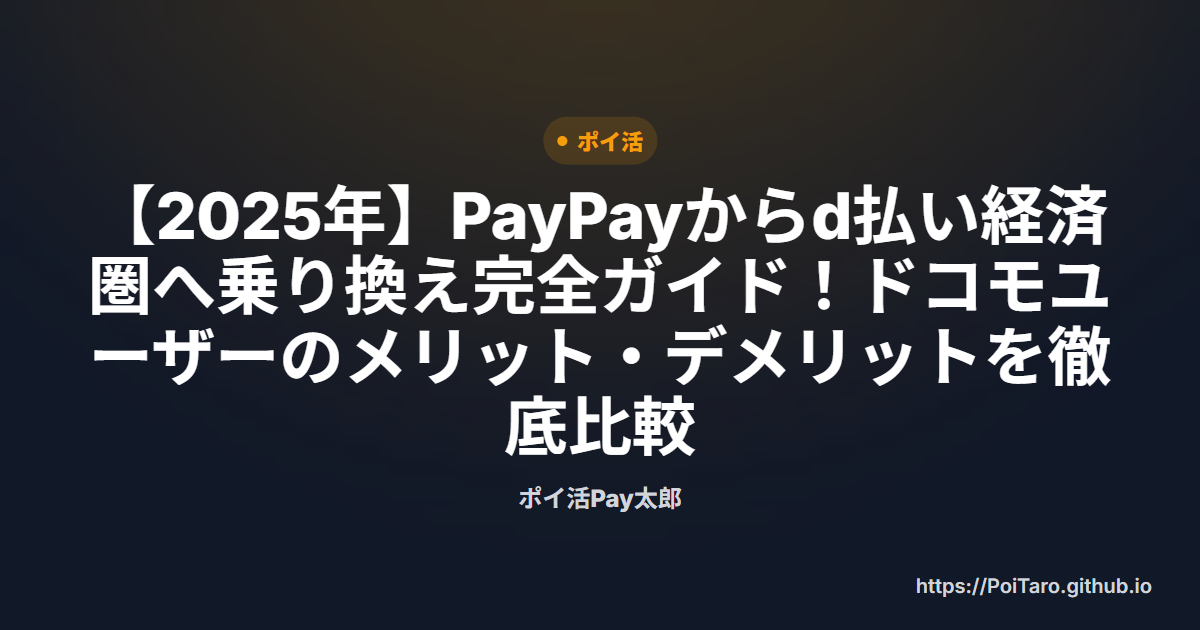 ポイ活
【2025年】PayPayからd払い経済
圏へ乗り換え完全ガイド！ドコモユ
ーザーのメリット・デメリットを徹
底比較
ポイ活Pay太郎
https://PoiTaro.github.io